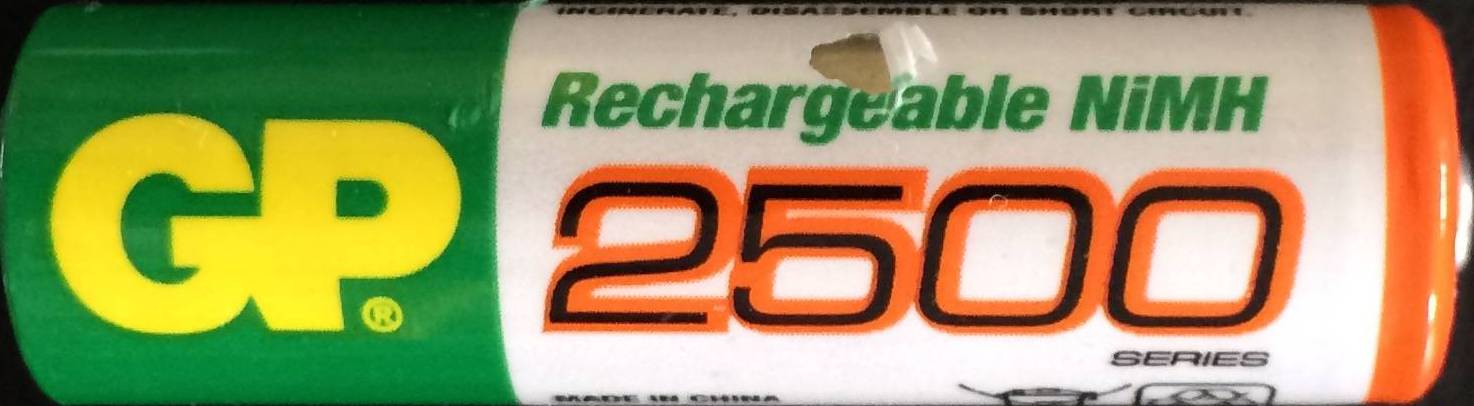 INCINERATE, DISASSEMBLE OR SHORT CIRCUIT.
GP®
Rechargeable NiMH
2500
SERIES
MADE IN CHINA